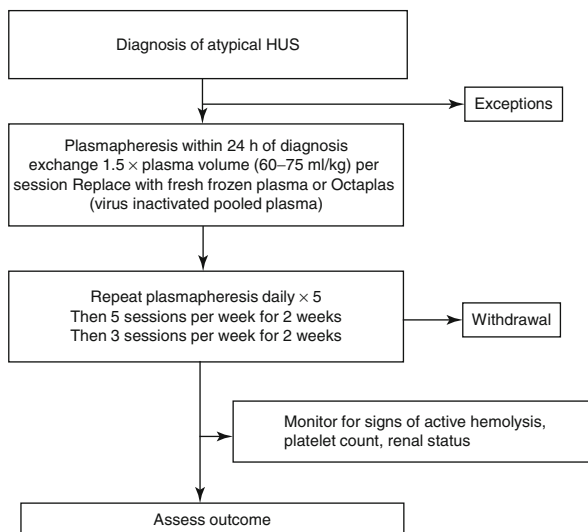 Diagnosis of atypical HUS
Exceptions
Plasmapheresis within 24 h of diagnosis
exchange 1.5 × plasma volume (60–75 ml/kg) per
session Replace with fresh frozen plasma or Octaplas
(virus inactivated pooled plasma)
Repeat plasmapheresis daily × 5
Then 5 sessions per week for 2 weeks
Then 3 sessions per week for 2 weeks
Withdrawal
Monitor for signs of active hemolysis,
platelet count, renal status
Assess outcome